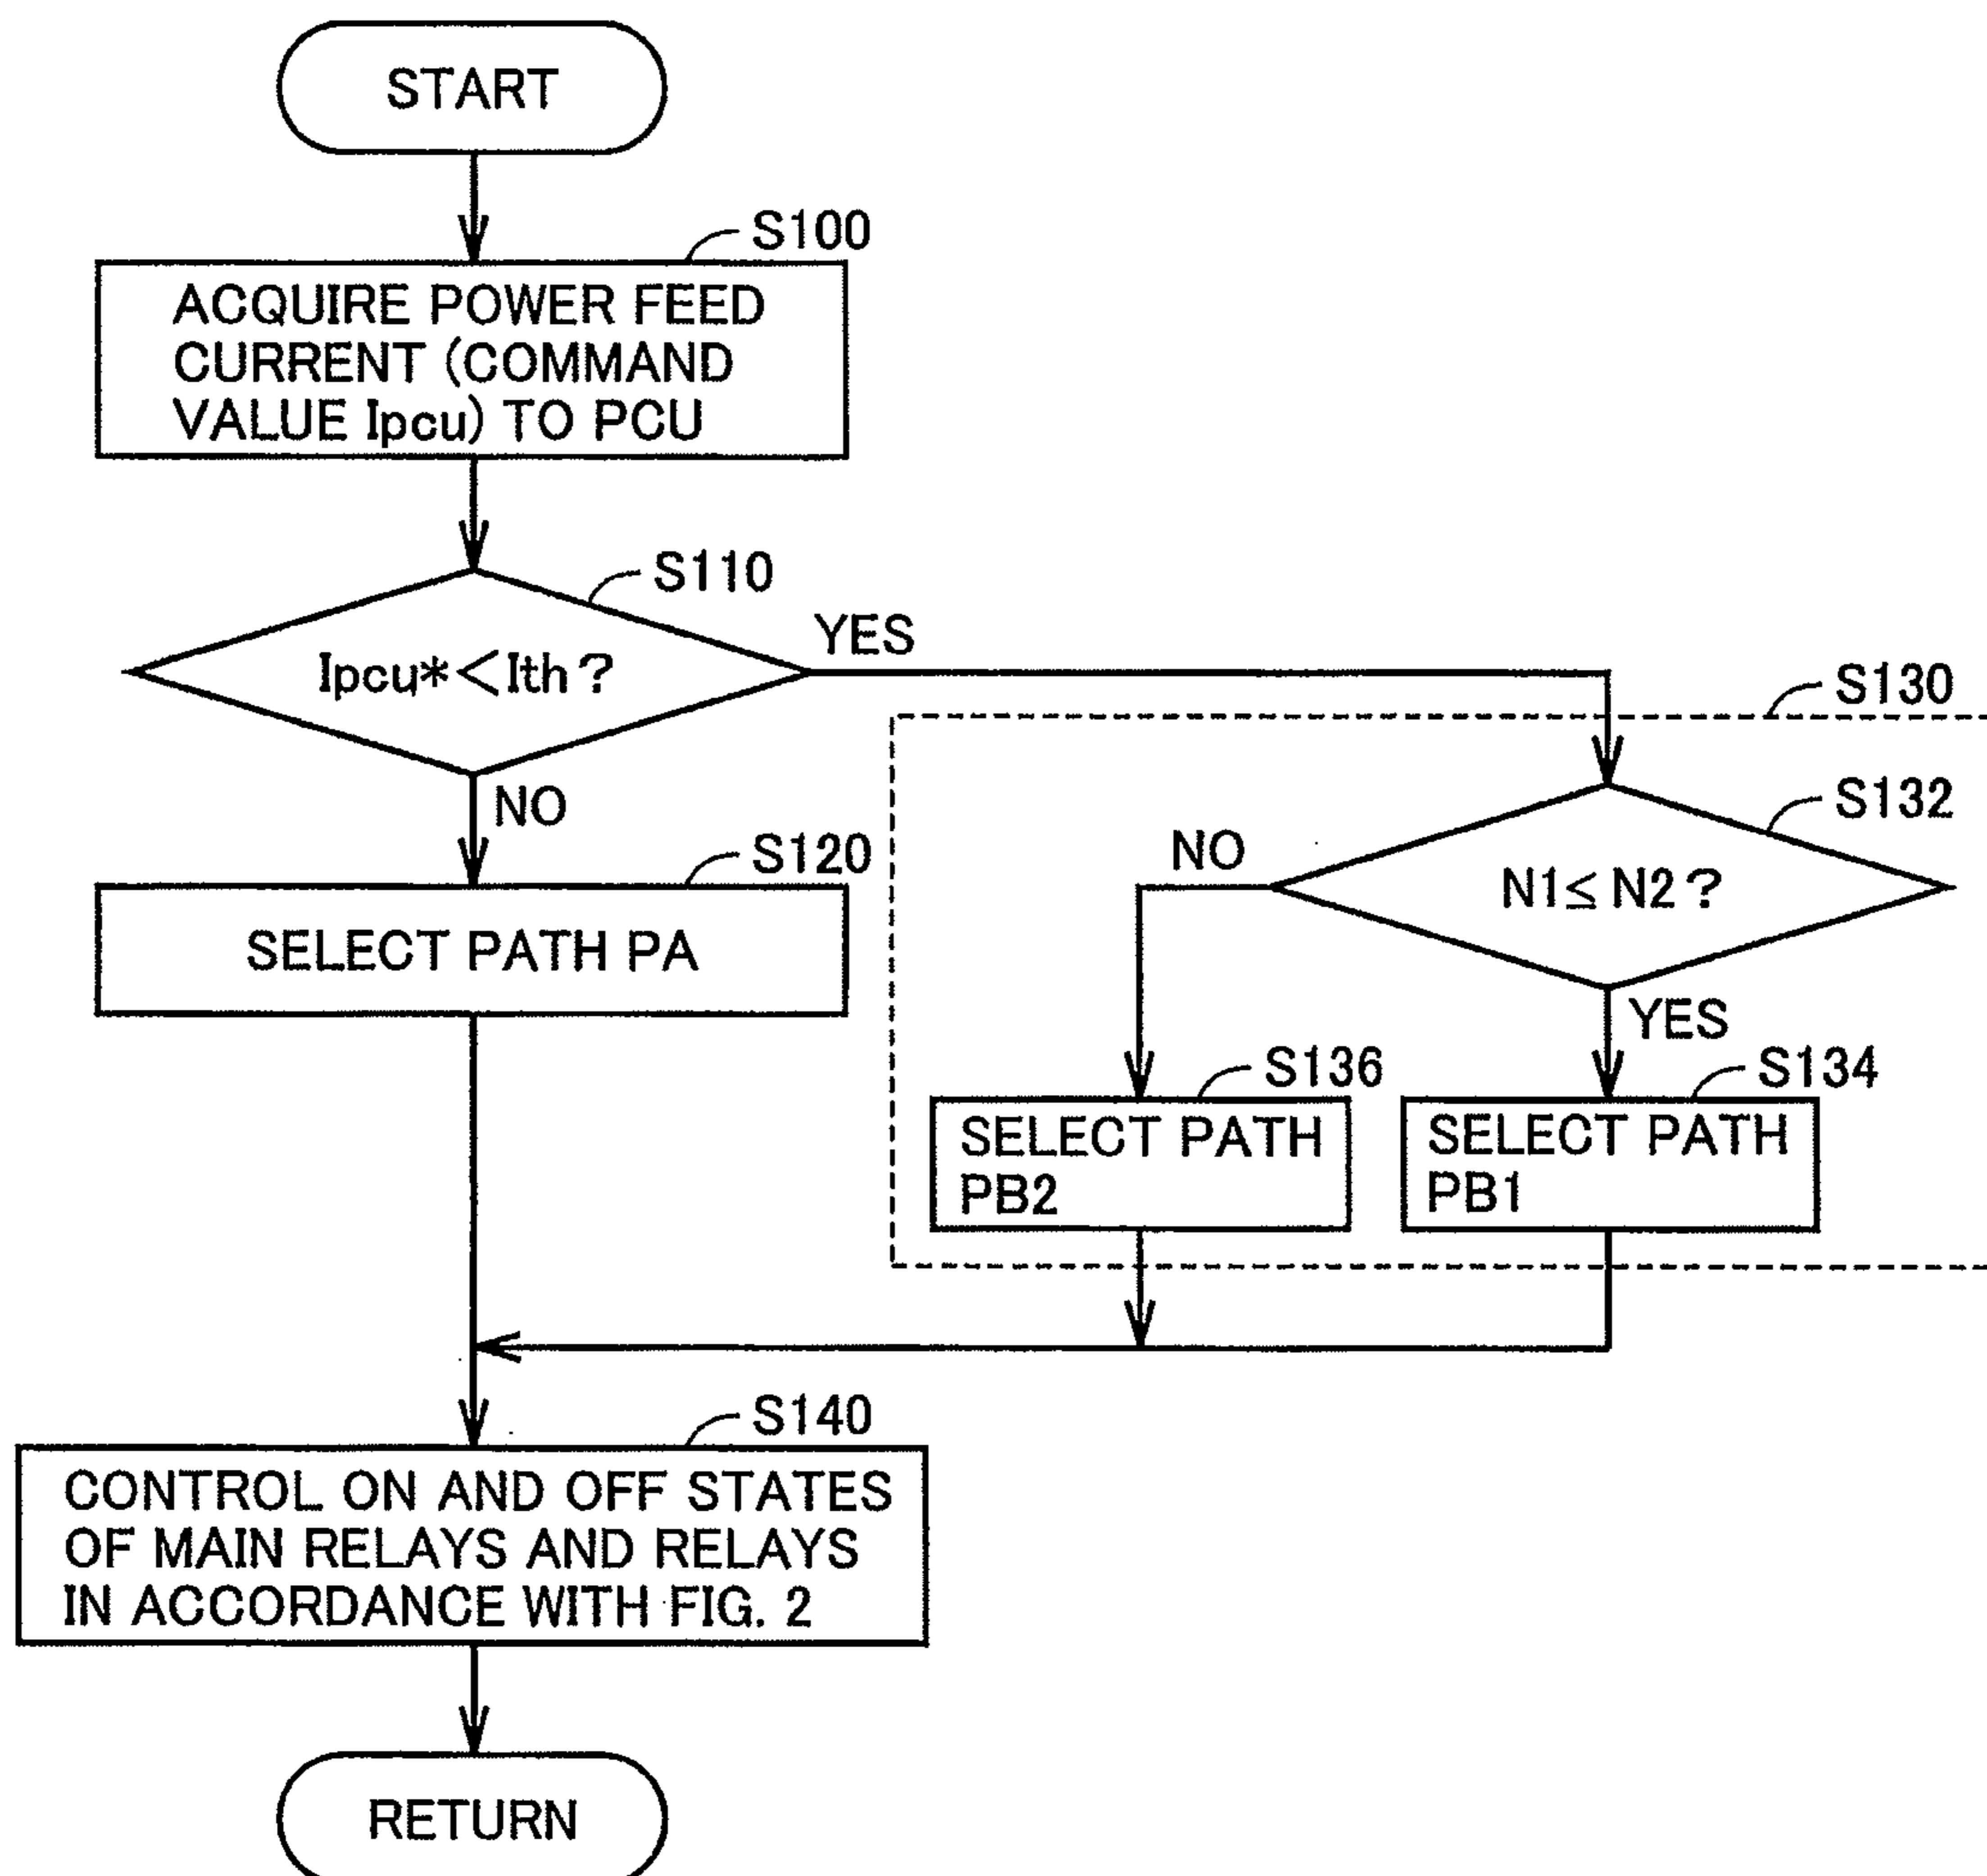 START
S100
ACQUIRE POWER FEED
CURRENT (COMMAND
VALUE Ipcu) TO PCU
S110
Ipcu*<Ith?
YES
NO
S130
S132
N1≤N2?
NO
YES
S120
SELECT PATH PA
S136
SELECT PATH
PB2
S134
SELECT PATH
PB1
S140
CONTROL ON AND OFF STATES
OF MAIN RELAYS AND RELAYS
IN ACCORDANCE WITH FIG. 2
RETURN